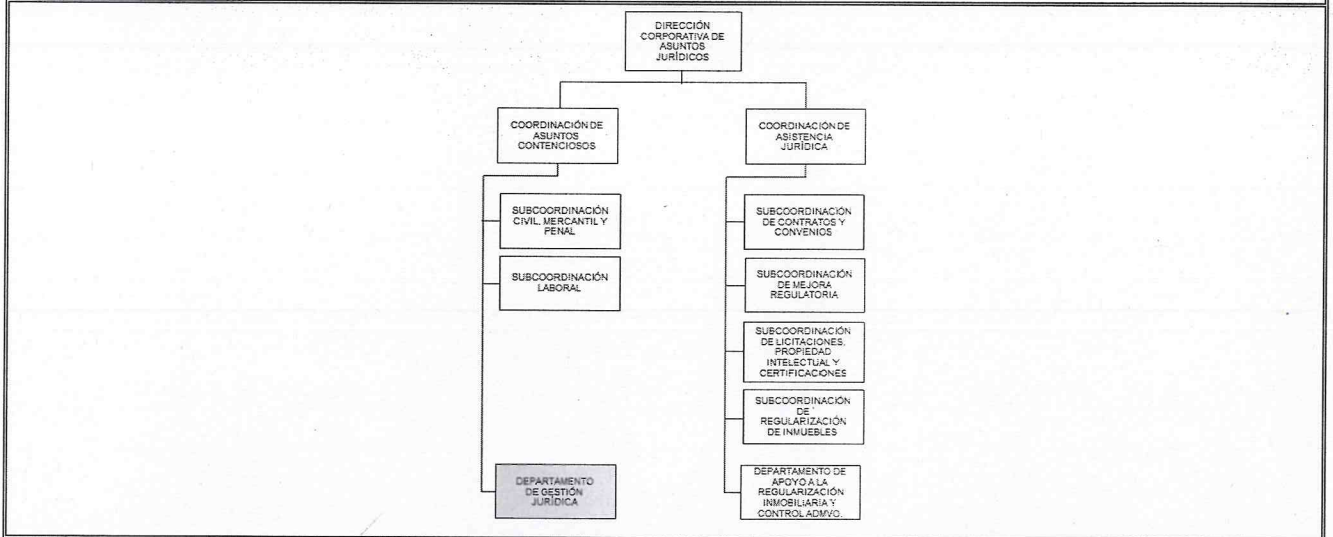 DIRECCIÓN
CORPORATIVA DE
ASUNTOS
JURÍDICOS
COORDINACIÓN DE
ASUNTOS
CONTENCIOSOS
COORDINACIÓN DE
ASISTENCIA
JURÍDICA
SUBCOORDINACIÓN
CIVIL, MERCANTIL Y
PENAL
SUBCOORDINACIÓN
LABORAL
DEPARTAMENTO
DE GESTIÓN
JURÍDICA
SUBCOORDINACIÓN
DE CONTRATOS Y
CONVENIOS
SUBCOORDINACIÓN
DE MEJORA
REGULATORIA
SUBCOORDINACIÓN
DE LICITACIONES,
PROPIEDAD
INTELECTUAL Y
CERTIFICACIONES
SUBCOORDINACIÓN
DE
REGULARIZACIÓN
DE INMUEBLES
DEPARTAMENTO DE
APOYO A LA
REGULARIZACIÓN
INMOBILIARIA Y
CONTROL ADMVO.